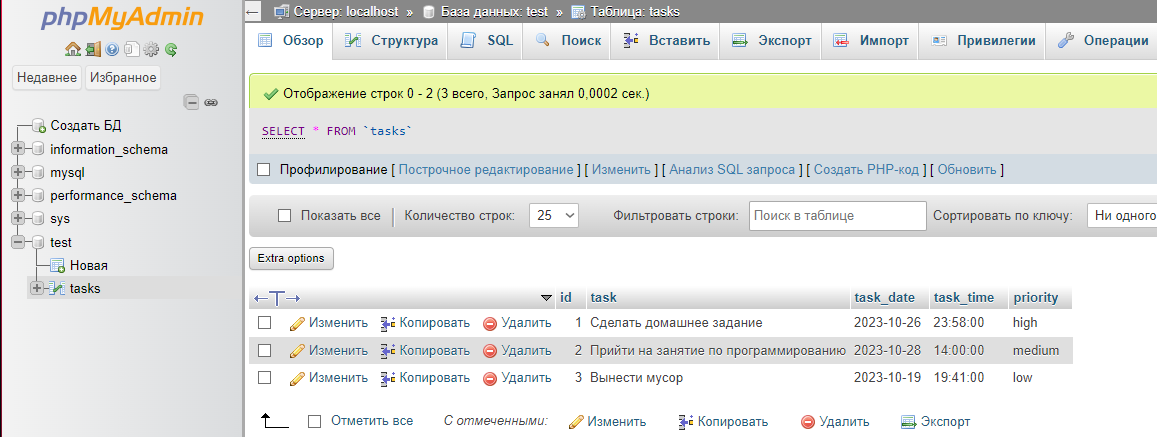 phpMyAdmin
Недавнее Избранное
Создать БД
information_schema
mysql
performance_schema
sys
test
Новая
tasks
Сервер: localhost » База данных: test » Таблица: tasks
Обзор Структура SQL Поиск Вставить Экспорт Импорт Привилегии Операции
Отображение строк 0 - 2 (3 всего, Запрос занял 0,0002 сек.)
SELECT * FROM `tasks`
Профилирование [ Построчное редактирование ] [ Изменить ] [ Анализ SQL запроса ] [ Создать PHP-код ] [ Обновить ]
Показать все Количество строк: 25 Фильтровать строки: Поиск в таблице Сортировать по ключу: Ни одного
Extra options
id task task_date task_time priority
Изменить Копировать Удалить 1 Сделать домашнее задание 2023-10-26 23:58:00 high
Изменить Копировать Удалить 2 Прийти на занятие по программированию 2023-10-28 14:00:00 medium
Изменить Копировать Удалить 3 Вынести мусор 2023-10-19 19:41:00 low
Отметить все С отмеченными: Изменить Копировать Удалить Экспорт